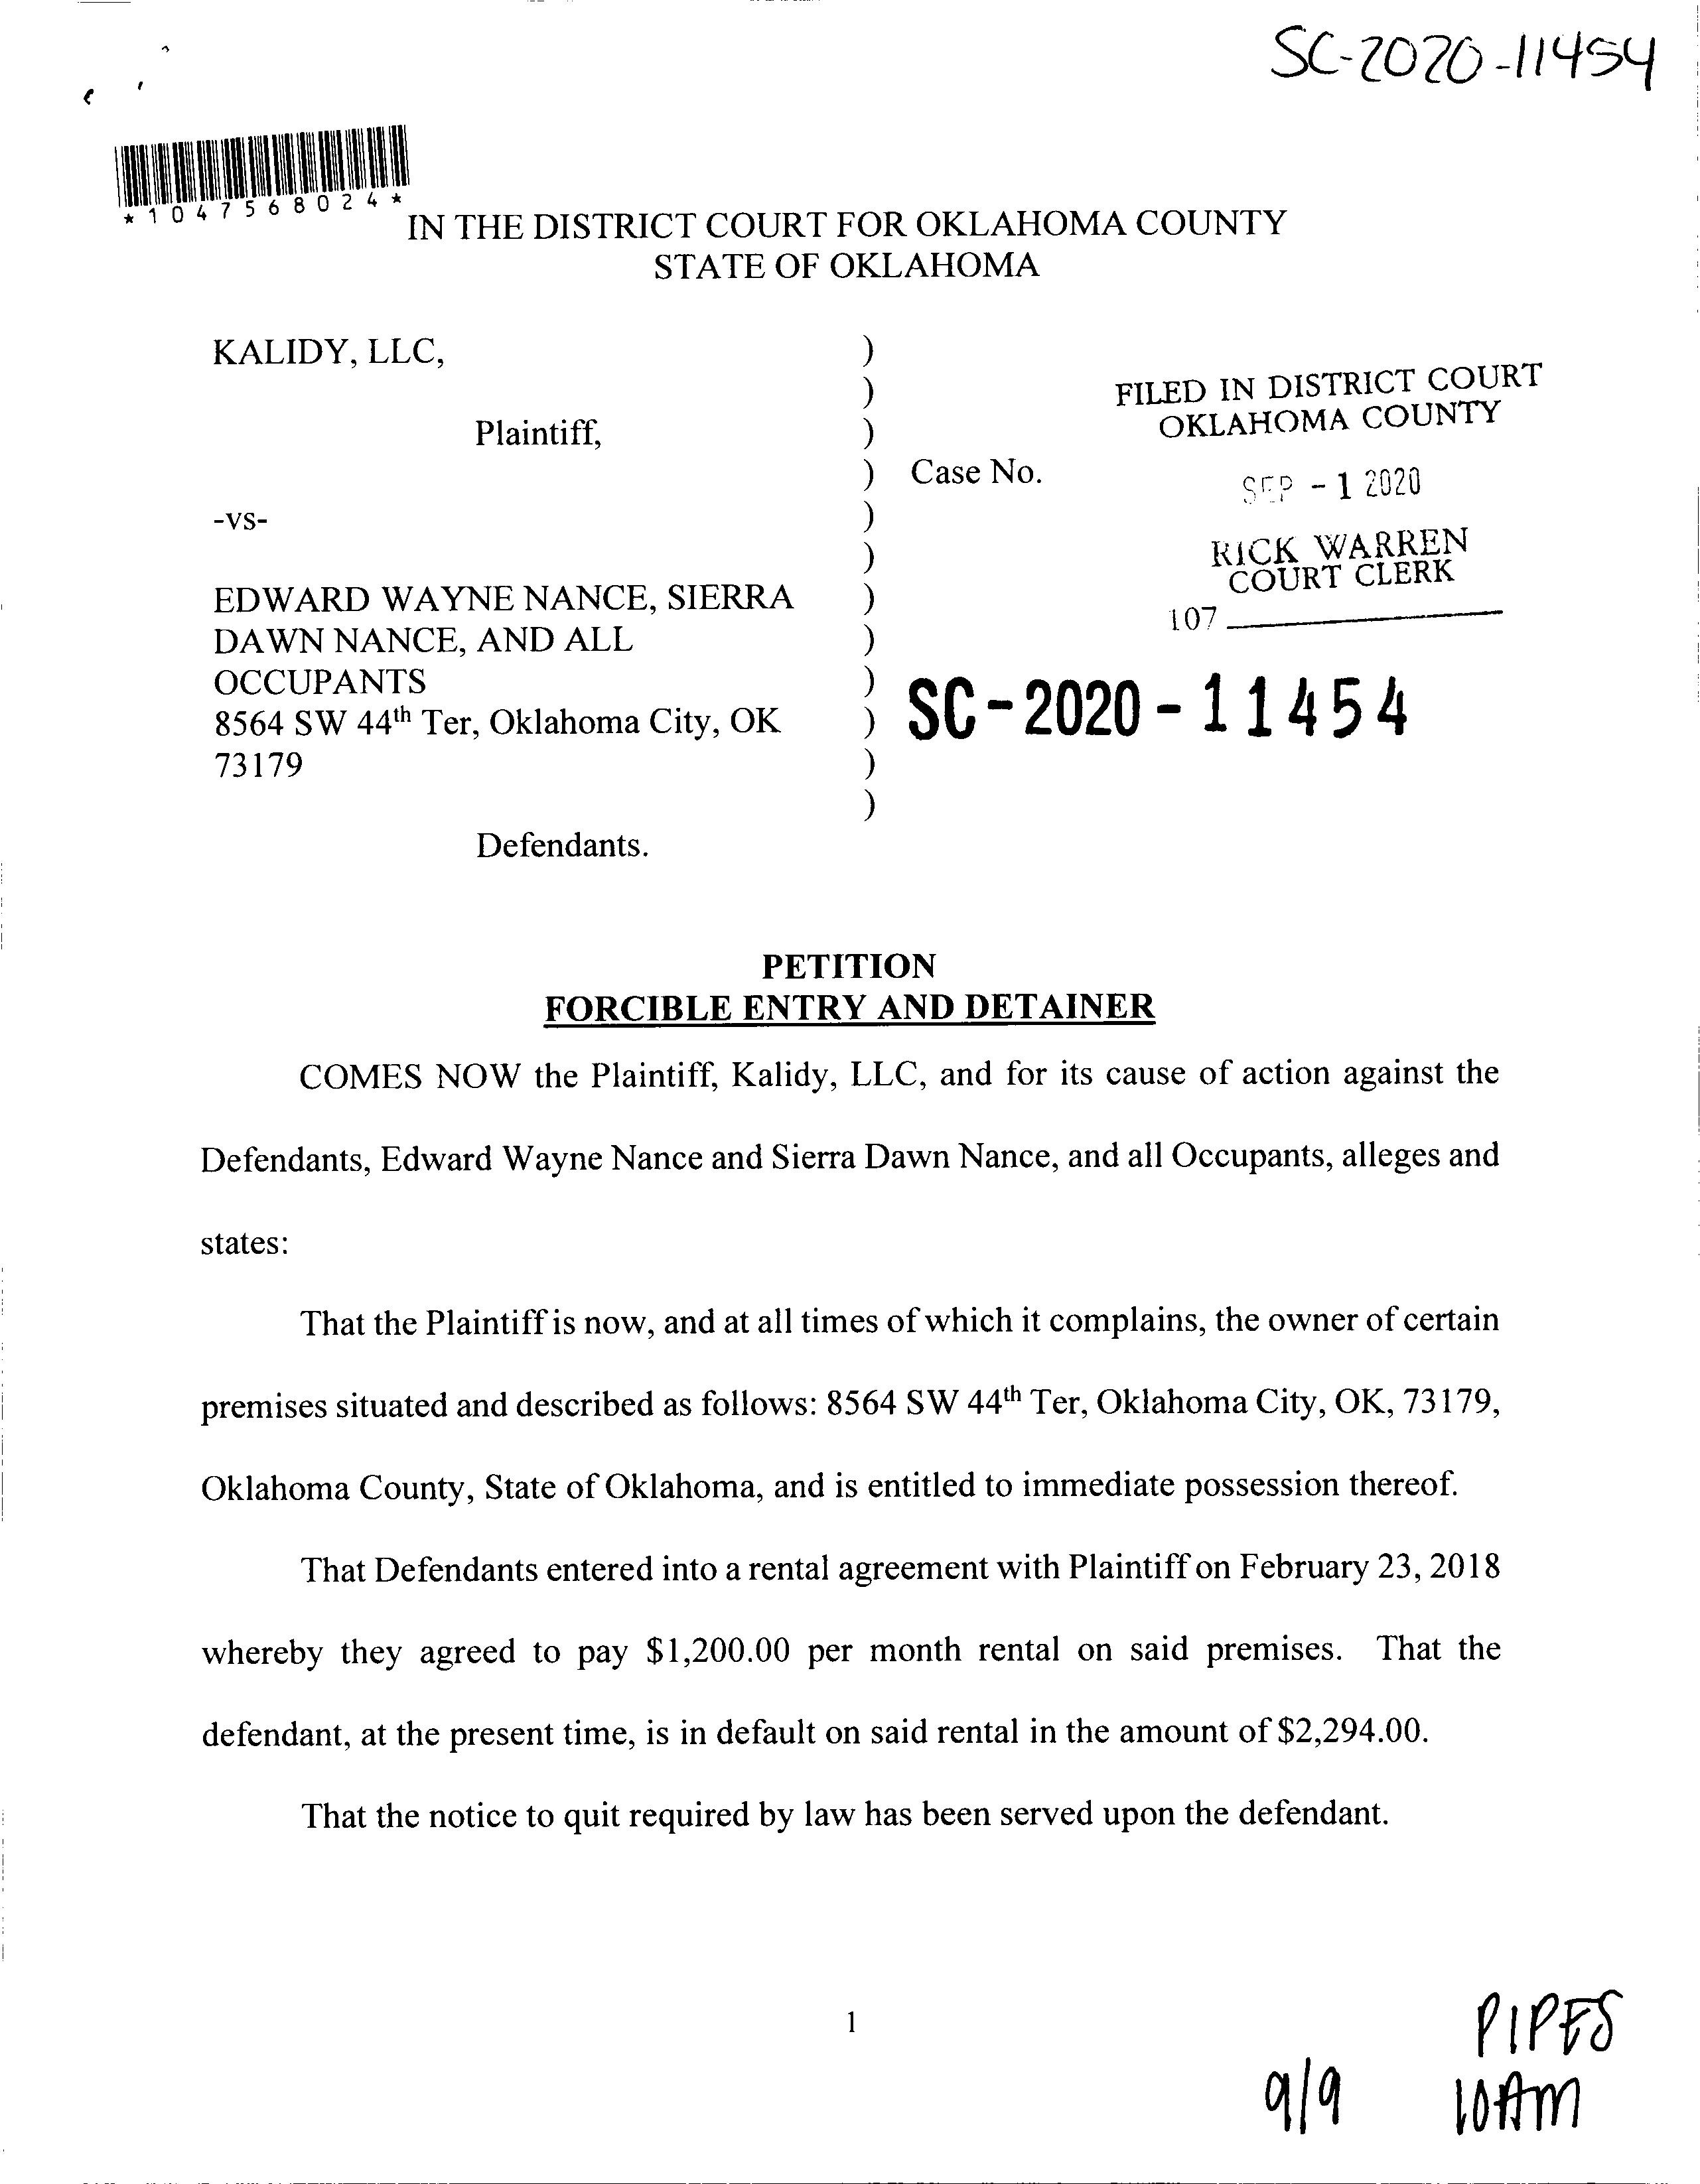 SC-2020-11454
*1047568024*
IN THE DISTRICT COURT FOR OKLAHOMA COUNTY
STATE OF OKLAHOMA
KALIDY, LLC, )
)
Plaintiff, )
) Case No.
-vs- )
)
EDWARD WAYNE NANCE, SIERRA )
DAWN NANCE, AND ALL )
OCCUPANTS )
8564 SW 44th Ter, Oklahoma City, OK )
73179 )
)
Defendants.
FILED IN DISTRICT COURT
OKLAHOMA COUNTY
SEP - 1 2020
RICK WARREN
COURT CLERK
107
SC-2020-11454
PETITION
FORCIBLE ENTRY AND DETAINER
COMES NOW the Plaintiff, Kalidy, LLC, and for its cause of action against the
Defendants, Edward Wayne Nance and Sierra Dawn Nance, and all Occupants, alleges and
states:
That the Plaintiff is now, and at all times of which it complains, the owner of certain
premises situated and described as follows: 8564 SW 44th Ter, Oklahoma City, OK, 73179,
Oklahoma County, State of Oklahoma, and is entitled to immediate possession thereof.
That Defendants entered into a rental agreement with Plaintiff on February 23, 2018
whereby they agreed to pay $1,200.00 per month rental on said premises. That the
defendant, at the present time, is in default on said rental in the amount of $2,294.00.
That the notice to quit required by law has been served upon the defendant.
1
PIPES
9/9 10AM